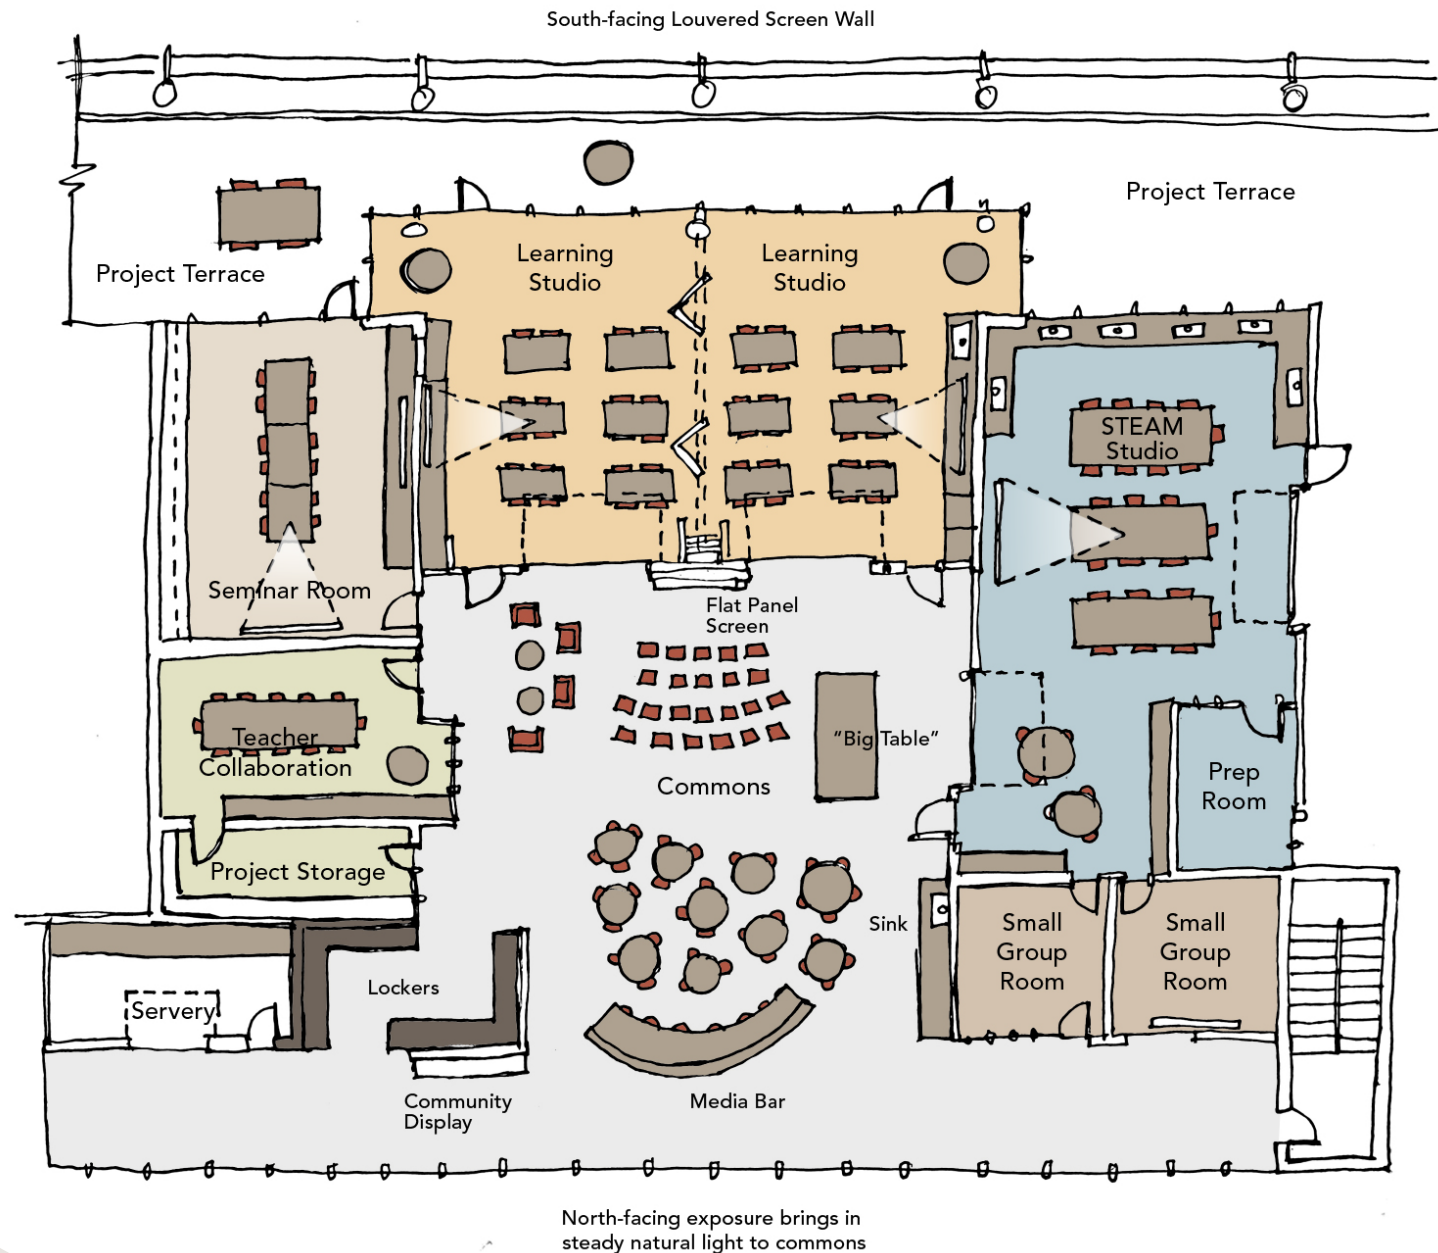 South-facing Louvered Screen Wall
Project Terrace
Project Terrace
Learning
Studio
Learning
Studio
STEAM
Studio
Seminar Room
Flat Panel
Screen
Teacher
Collaboration
"Big Table"
Commons
Prep
Room
Project Storage
Sink
Small
Group
Room
Small
Group
Room
Lockers
Servery
Community
Display
Media Bar
North-facing exposure brings in
steady natural light to commons